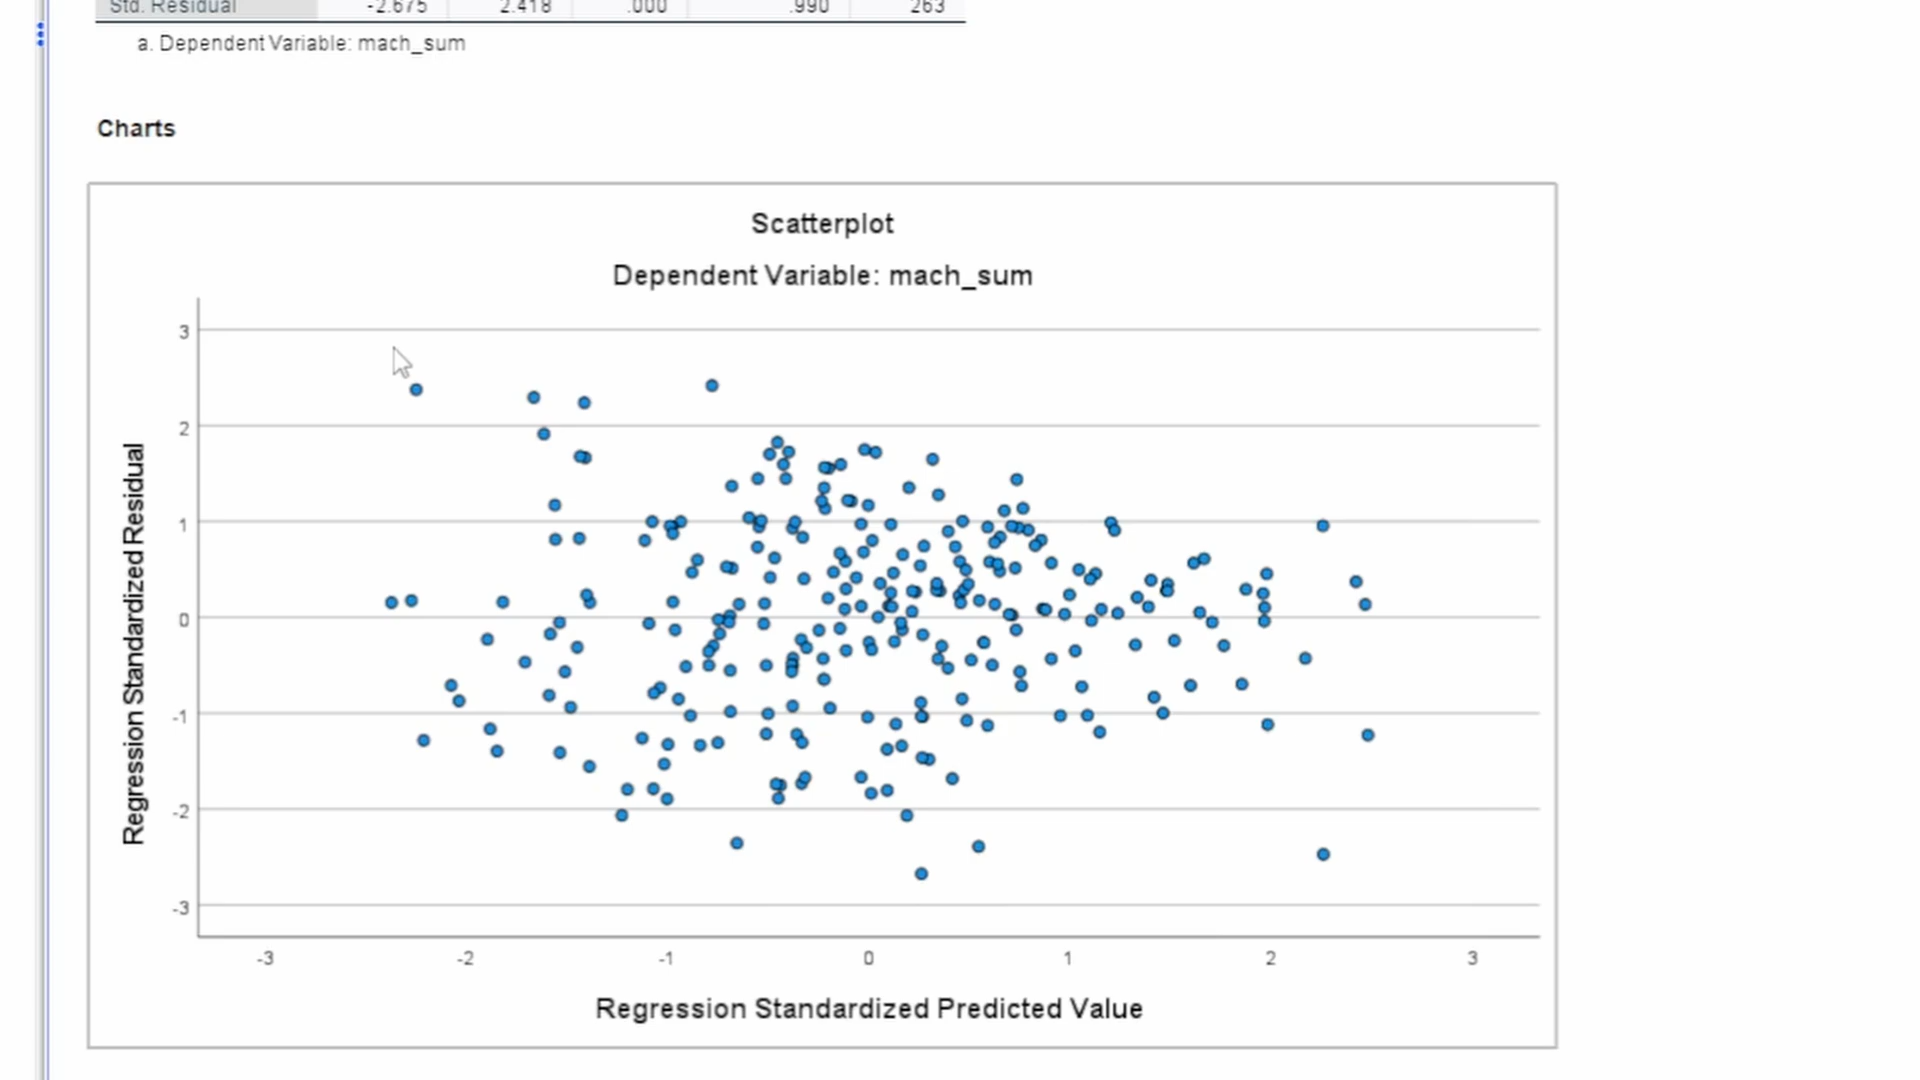 Std. Residual -2.675 2.418 .000 .990 263
a. Dependent Variable: mach_sum
Charts
Scatterplot
Dependent Variable: mach_sum
3
2
1
0
-1
-2
-3
Regression Standardized Residual
-3 -2 -1 0 1 2 3
Regression Standardized Predicted Value